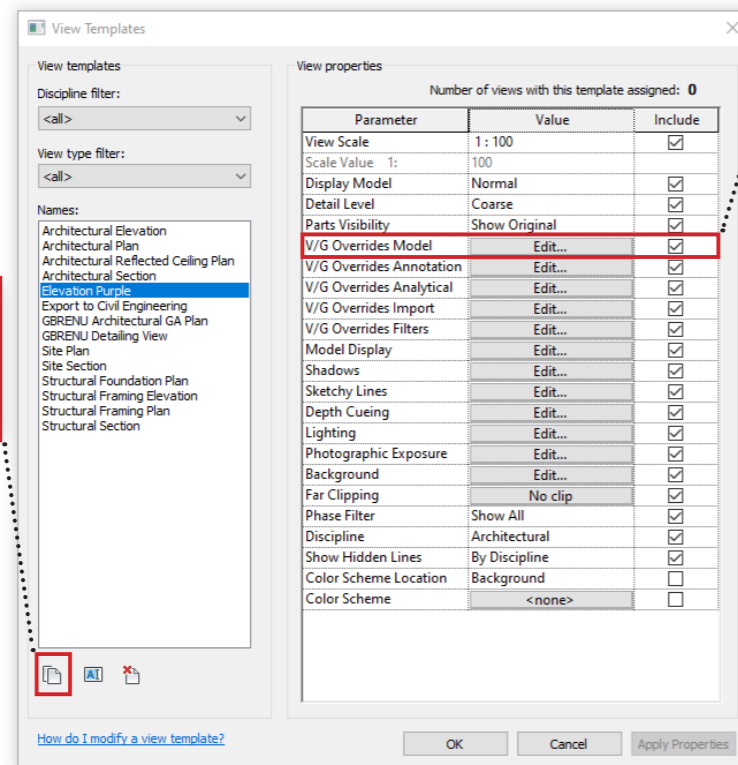 View Templates
View templates
Discipline filter:
<all>
View type filter:
<all>
Names:
Architectural Elevation
Architectural Plan
Architectural Reflected Ceiling Plan
Architectural Section
Elevation Purple
Export to Civil Engineering
GBRENU Architectural GA Plan
GBRENU Detailing View
Site Plan
Site Section
Structural Foundation Plan
Structural Framing Elevation
Structural Framing Plan
Structural Section
How do I modify a view template?
View properties
Number of views with this template assigned: 0
Parameter Value Include
View Scale 1 : 100
Scale Value 1: 100
Display Model Normal
Detail Level Coarse
Parts Visibility Show Original
V/G Overrides Model Edit...
V/G Overrides Annotation Edit...
V/G Overrides Analytical Edit...
V/G Overrides Import Edit...
V/G Overrides Filters Edit...
Model Display Edit...
Shadows Edit...
Sketchy Lines Edit...
Depth Cueing Edit...
Lighting Edit...
Photographic Exposure Edit...
Background Edit...
Far Clipping No clip
Phase Filter Show All
Discipline Architectural
Show Hidden Lines By Discipline
Color Scheme Location Background
Color Scheme <none>
OK Cancel Apply Properties